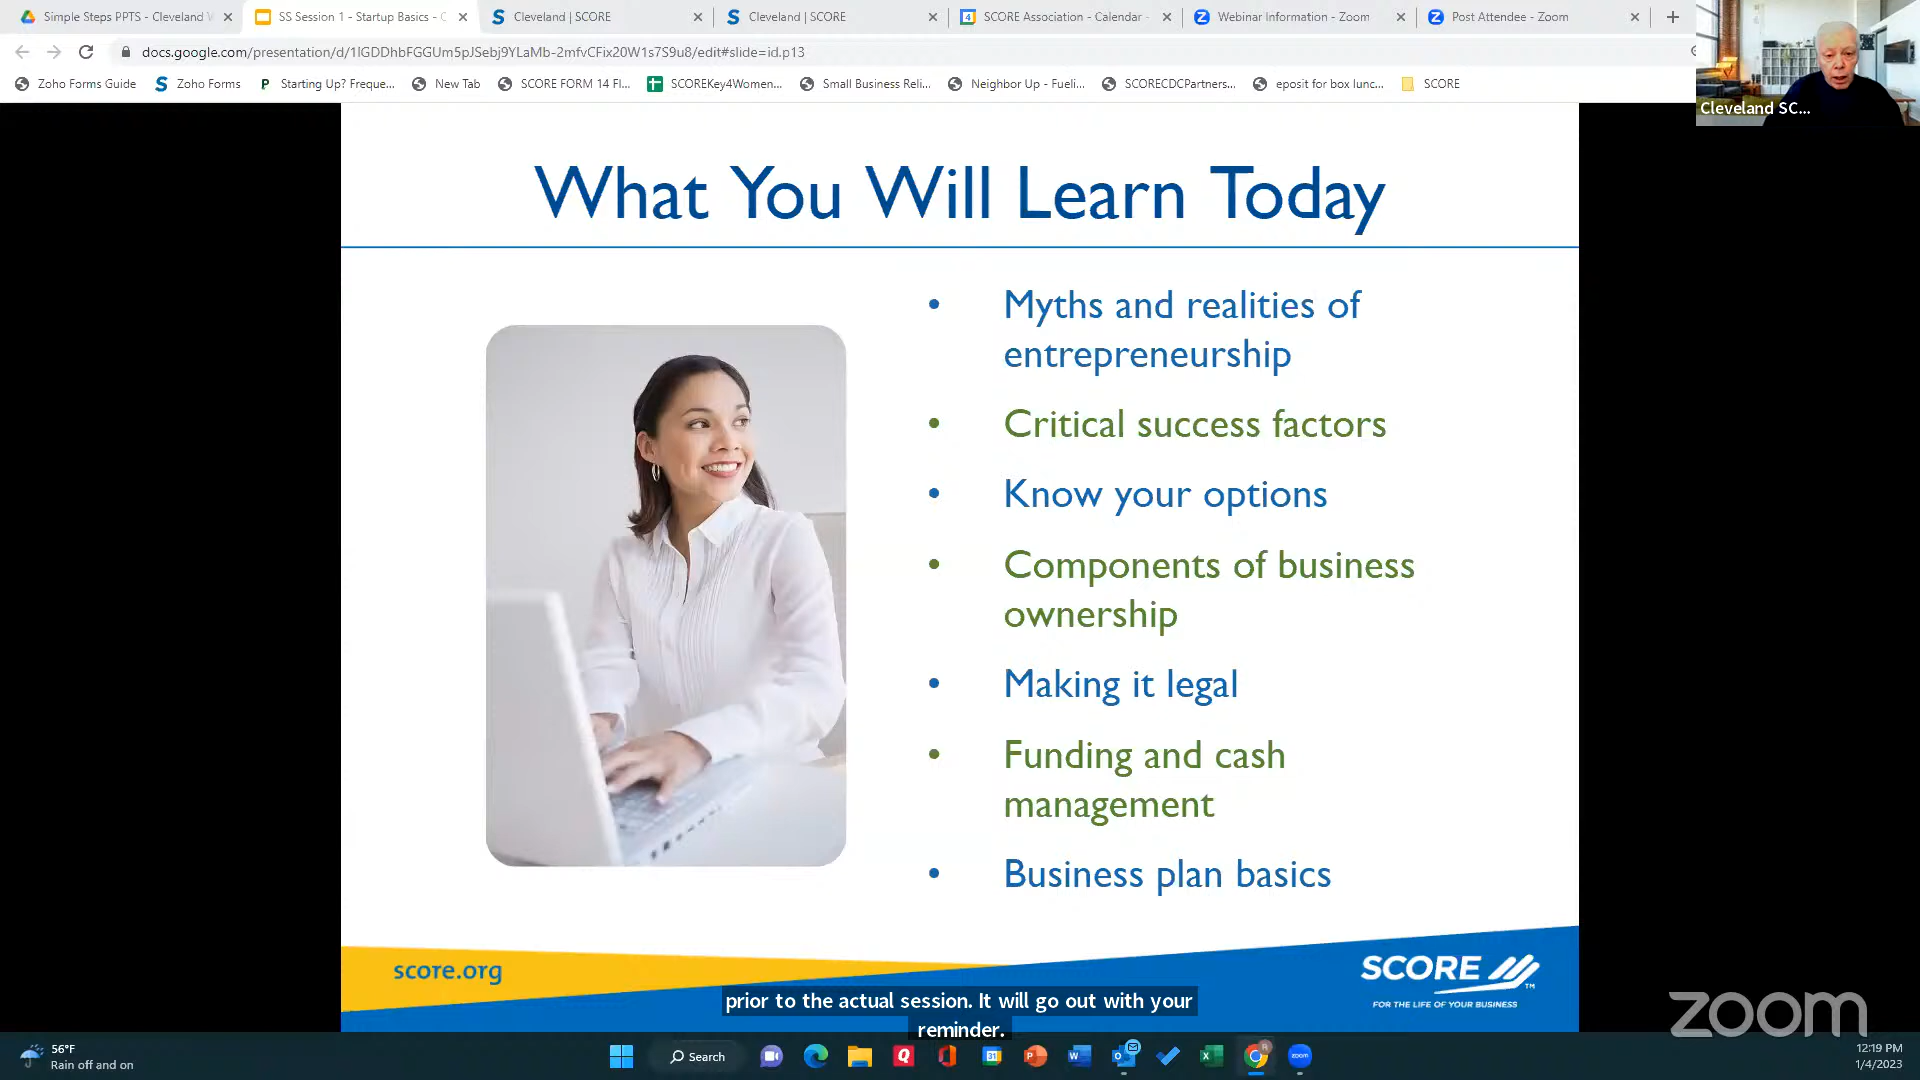 Simple Steps PPTS - Cleveland
SS Session 1 - Startup Basics -
Cleveland | SCORE
Cleveland | SCORE
SCORE Association - Calendar -
Webinar Information - Zoom
Post Attendee - Zoom
docs.google.com/presentation/d/1lGDDhbFGGUm5pJSebj9YLaMb-2mfvCFix20W1s7S9u8/edit#slide=id.p13
Zoho Forms Guide
Zoho Forms
Starting Up? Freque...
New Tab
SCORE FORM 14 Fl...
SCOREKey4Women...
Small Business Reli...
Neighbor Up - Fueli...
SCORECDCPartners...
eposit for box lunc...
SCORE
Cleveland SC...
What You Will Learn Today
• Myths and realities of
entrepreneurship
• Critical success factors
• Know your options
• Components of business
ownership
• Making it legal
• Funding and cash
management
• Business plan basics
score.org
SCORE TM
FOR THE LIFE OF YOUR BUSINESS
prior to the actual session. It will go out with your
reminder.
zoom
56°F
Rain off and on
Search
12:19 PM
1/4/2023